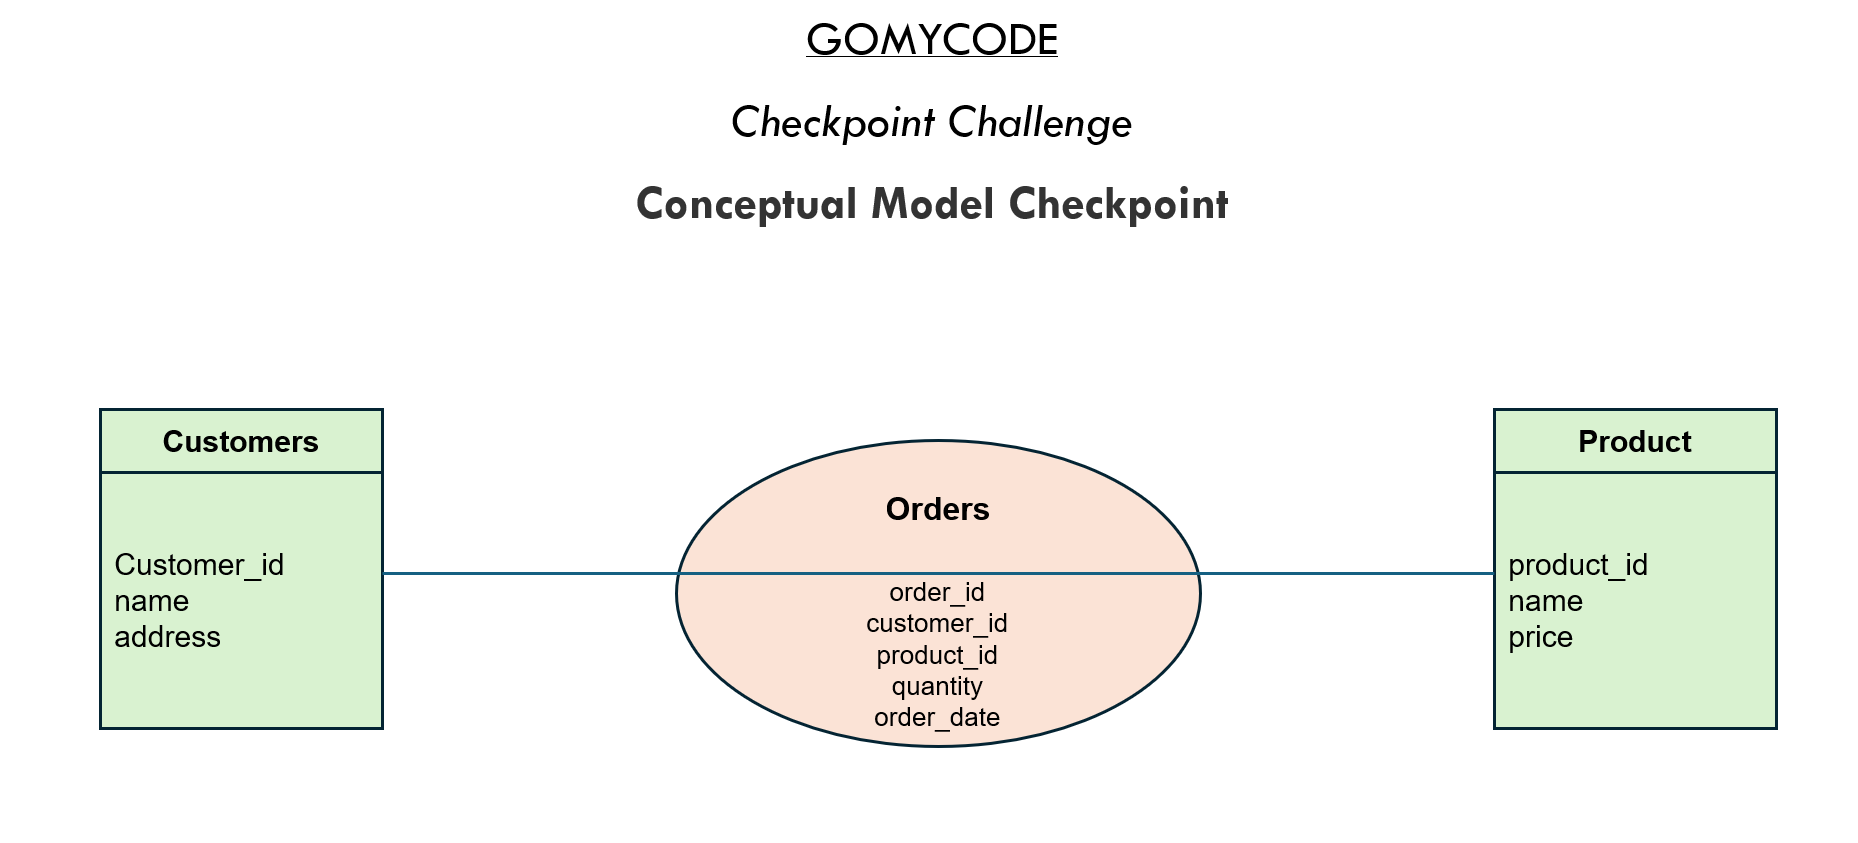 GOMYCODE
Checkpoint Challenge
Conceptual Model Checkpoint
Customers
Customer_id
name
address
Orders
order_id
customer_id
product_id
quantity
order_date
Product
product_id
name
price